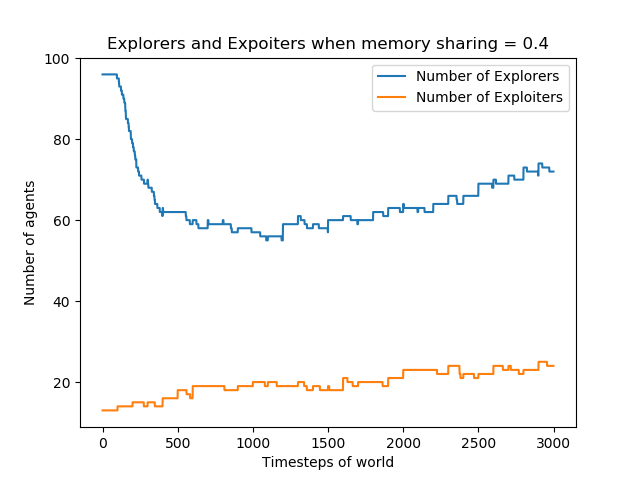 Explorers and Expoiters when memory sharing = 0.4
Number of Explorers
Number of Exploiters
Number of agents
100
80
60
40
20
0 500 1000 1500 2000 2500 3000
Timesteps of world